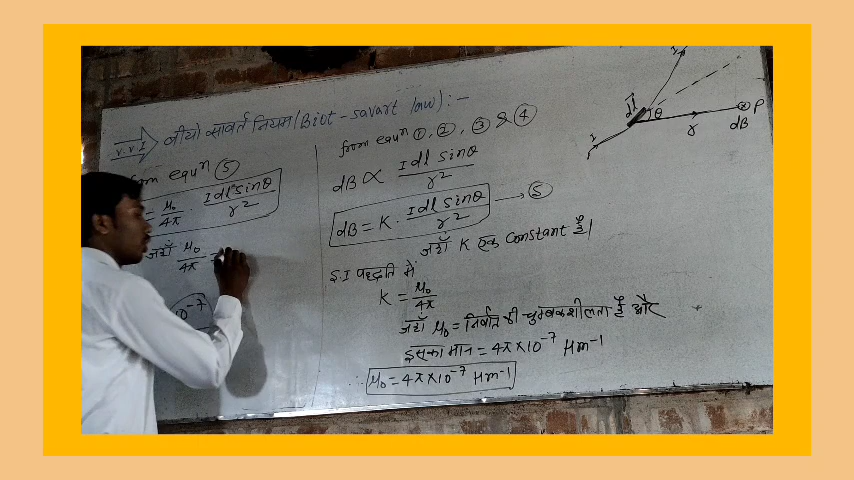 V.V.I बीयो सावर्त नियम (Biot - savart law) : -
from equⁿ ⑤
= μ₀/4π . Idl sinθ/r²
जहाँ μ₀/4π =
0⁻⁷
from equⁿ ①, ②, ③ & ④
dB ∝ Idl sinθ/r²
dB = K . Idl sinθ/r² → ⑤
जहाँ K एक constant है।
S.I पद्धति में
K = μ₀/4π
जहाँ μ₀ = निर्वात की चुम्बकशीलता है और
इसका मान = 4π×10⁻⁷ Hm⁻¹
∴ μ₀ = 4π×10⁻⁷ Hm⁻¹
I
dl
θ
r
P
dB
I